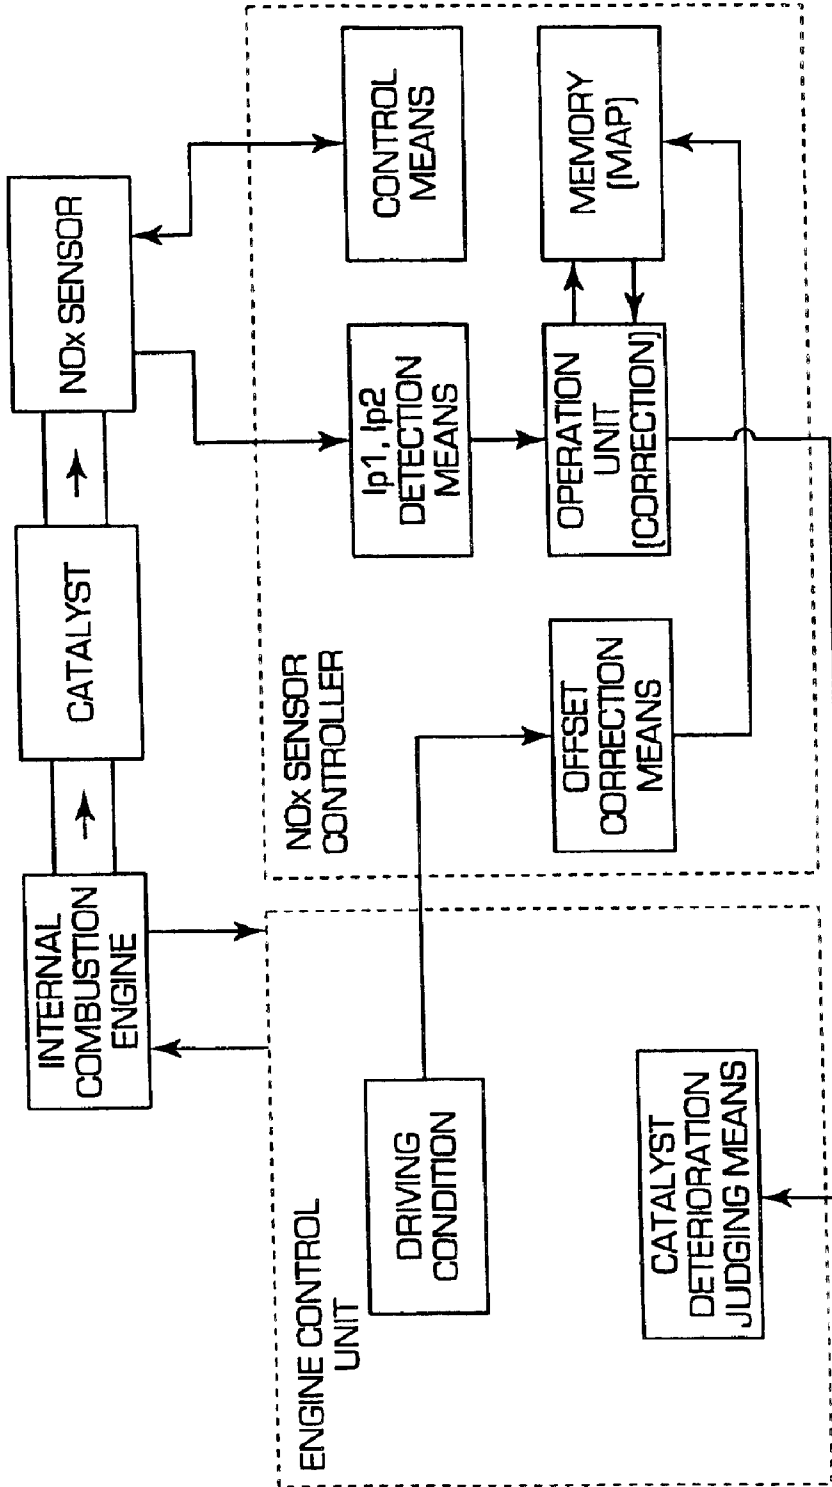 INTERNAL
COMBUSTION
ENGINE
CATALYST
NOx SENSOR
ENGINE CONTROL
UNIT
DRIVING
CONDITION
CATALYST
DETERIORATION
JUDGING MEANS
NOx SENSOR
CONTROLLER
Ip1, Ip2
DETECTION
MEANS
CONTROL
MEANS
OFFSET
CORRECTION
MEANS
OPERATION
UNIT
(CORRECTION)
MEMORY
(MAP)